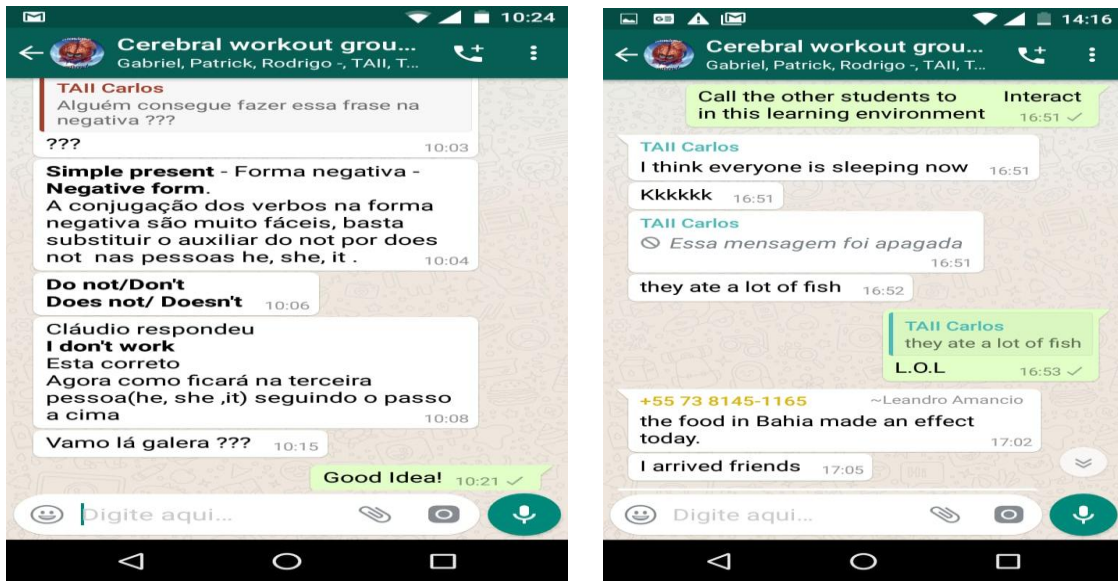 10:24
Cerebral workout grou...
Gabriel, Patrick, Rodrigo -, TAII, T...
TAII Carlos
Alguém consegue fazer essa frase na
negativa ???
???
10:03
Simple present - Forma negativa -
Negative form.
A conjugação dos verbos na forma
negativa são muito fáceis, basta
substituir o auxiliar do not por does
not nas pessoas he, she, it .
10:04
Do not/Don't
Does not/ Doesn't 10:06
Cláudio respondeu
I don't work
Esta correto
Agora como ficará na terceira
pessoa(he, she ,it) seguindo o passo
a cima
10:08
Vamo lá galera ??? 10:15
Good Idea! 10:21
Digite aqui...
14:16
Cerebral workout grou...
Gabriel, Patrick, Rodrigo -, TAII, T...
Call the other students to Interact
in this learning environment 16:51
TAII Carlos
I think everyone is sleeping now 16:51
Kkkkkk 16:51
TAII Carlos
Essa mensagem foi apagada
16:51
they ate a lot of fish 16:52
TAII Carlos
they ate a lot of fish
L.O.L 16:53
+55 73 8145-1165 ~Leandro Amancio
the food in Bahia made an effect
today.
17:02
I arrived friends 17:05
Digite aqui...